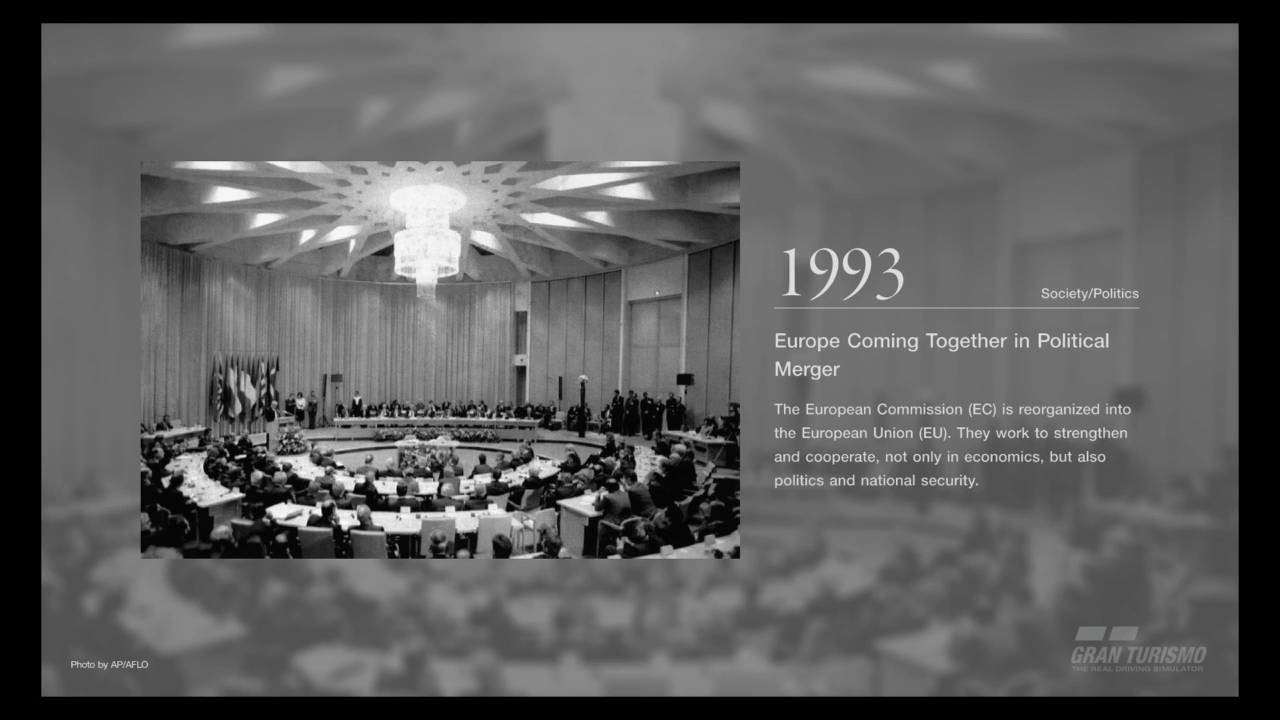 1993
Society/Politics
Europe Coming Together in Political
Merger
The European Commission (EC) is reorganized into
the European Union (EU). They work to strengthen
and cooperate, not only in economics, but also
politics and national security.
Photo by AP/AFLO
GRAN TURISMO
THE REAL DRIVING SIMULATOR